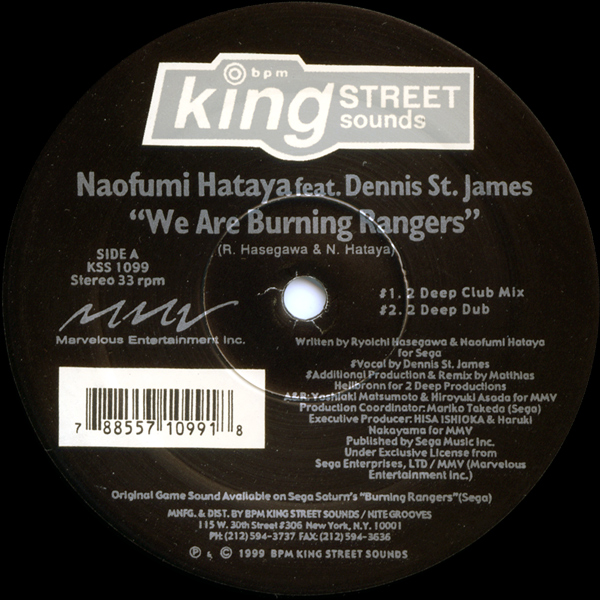 bpm
king STREET
sounds
Naofumi Hataya feat. Dennis St. James
"We Are Burning Rangers"
(R. Hasegawa & N. Hataya)
SIDE A
KSS 1099
Stereo 33 rpm
MMV
Marvelous Entertainment Inc.
#1. 2 Deep Club Mix
#2. 2 Deep Dub
Written by Ryoichi Hasegawa & Naofumi Hataya
for Sega
#Vocal by Dennis St. James
#Additional Production & Remix by Matthias
Heilbronn for 2 Deep Productions
A&R: Yoshiaki Matsumoto & Hiroyuki Asada for MMV
Production Coordinator: Mariko Takeda (Sega)
Executive Producer: HISA ISHIOKA & Haruki
Nakayama for MMV
Published by Sega Music Inc.
Under Exclusive License from
Sega Enterprises, LTD / MMV (Marvelous
Entertainment Inc.)
7 88557 10991 8
Original Game Sound Available on Sega Saturn's "Burning Rangers"(Sega)
MNFG. & DIST. BY BPM KING STREET SOUNDS / NITE GROOVES
115 W. 30th Street #306 New York, N.Y. 10001
PH: (212) 594-3737 FAX: (212) 594-3636
Ⓟ & © 1999 BPM KING STREET SOUNDS